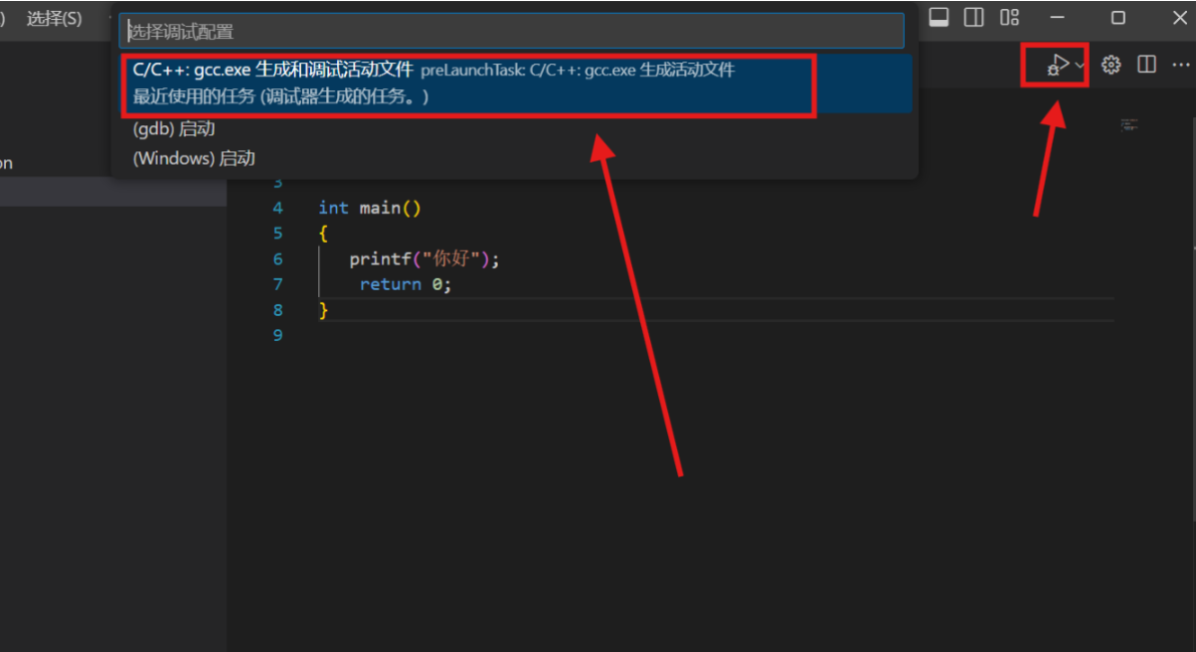 ) 选择(S)
选择调试配置
C/C++: gcc.exe 生成和调试活动文件 preLaunchTask: C/C++: gcc.exe 生成活动文件
最近使用的任务 (调试器生成的任务。)
(gdb) 启动
(Windows) 启动
on
3
4 int main()
5 {
6 printf("你好");
7 return 0;
8 }
9